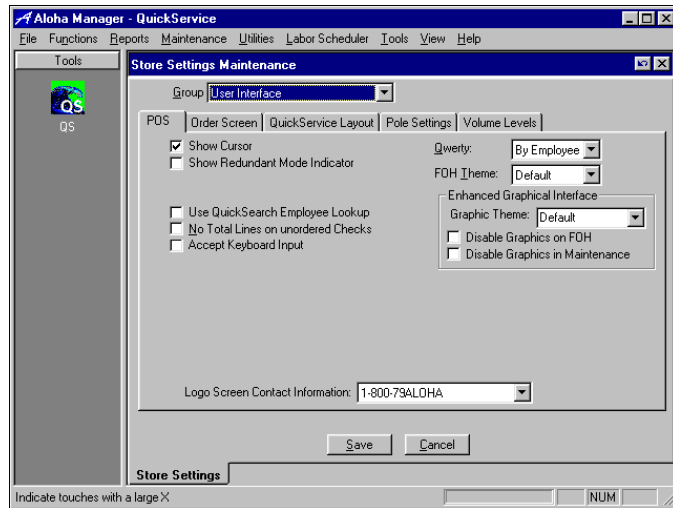 Aloha Manager - QuickService
File Functions Reports Maintenance Utilities Labor Scheduler Tools View Help
Tools
QS
QS
Store Settings Maintenance
Group User Interface
POS Order Screen QuickService Layout Pole Settings Volume Levels
Show Cursor
Show Redundant Mode Indicator
Qwerty: By Employee
FOH Theme: Default
Enhanced Graphical Interface
Graphic Theme: Default
Use QuickSearch Employee Lookup
No Total Lines on unordered Checks
Accept Keyboard Input
Disable Graphics on FOH
Disable Graphics in Maintenance
Logo Screen Contact Information: 1-800-79ALOHA
Save Cancel
Store Settings
Indicate touches with a large X NUM